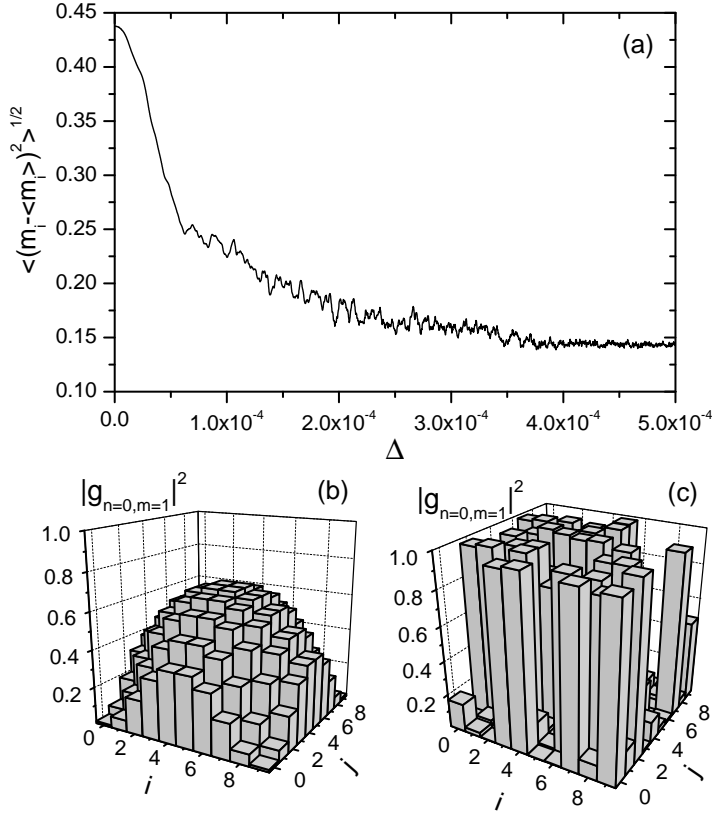 (a)
<(m_i-<m_i>)^2>^{1/2}
0.45
0.40
0.35
0.30
0.25
0.20
0.15
0.10
0.0 1.0x10^-4 2.0x10^-4 3.0x10^-4 4.0x10^-4 5.0x10^-4
Δ
|g_{n=0,m=1}|^2 (b)
1.0
0.8
0.6
0.4
0.2
0 2 4 6 8
i
0 2 4 6 8
j
|g_{n=0,m=1}|^2 (c)
1.0
0.8
0.6
0.4
0.2
0 2 4 6 8
i
0 2 4 6 8
j